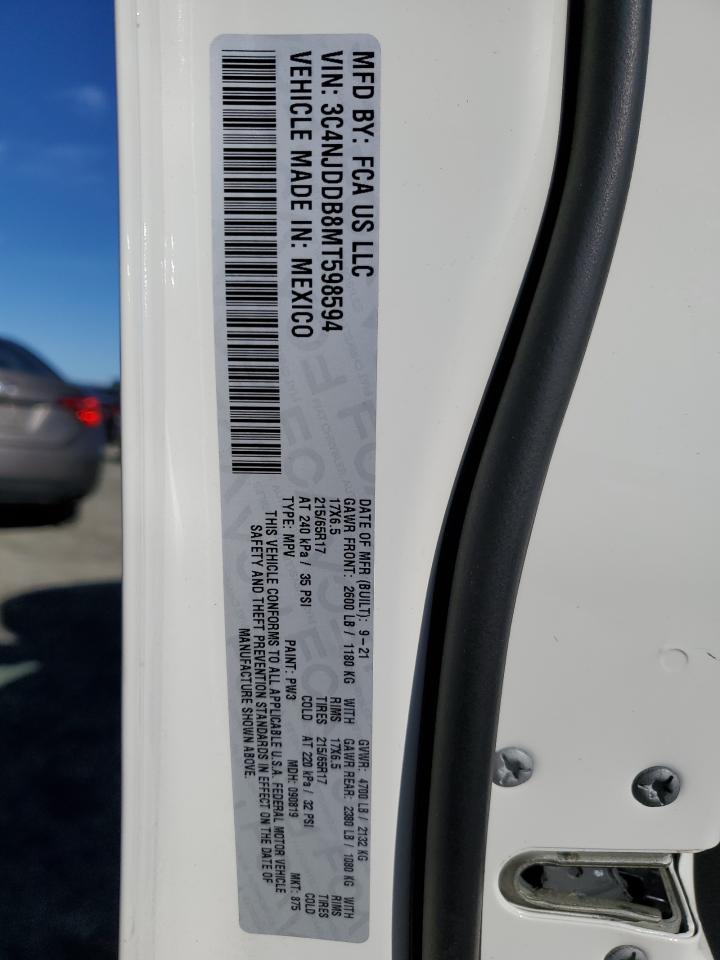 MFD BY: FCA US LLC
VIN: 3C4NJDDB8MT598594
VEHICLE MADE IN: MEXICO
DATE OF MFR (BUILT): 9-21 GVWR: 4700 LB / 2132 KG
GAWR FRONT: 2600 LB / 1180 KG WITH GAWR REAR: 2380 LB / 1080 KG WITH
17X6.5 RIMS 17X6.5 RIMS
215/65R17 TIRES 215/65R17 TIRES
AT 240 kPa / 35 PSI COLD AT 220 kPa / 32 PSI COLD
TYPE: MPV PAINT: PW3 MDH: 090819 MKT: 875
THIS VEHICLE CONFORMS TO ALL APPLICABLE U.S.A. FEDERAL MOTOR VEHICLE
SAFETY AND THEFT PREVENTION STANDARDS IN EFFECT ON THE DATE OF
MANUFACTURE SHOWN ABOVE.